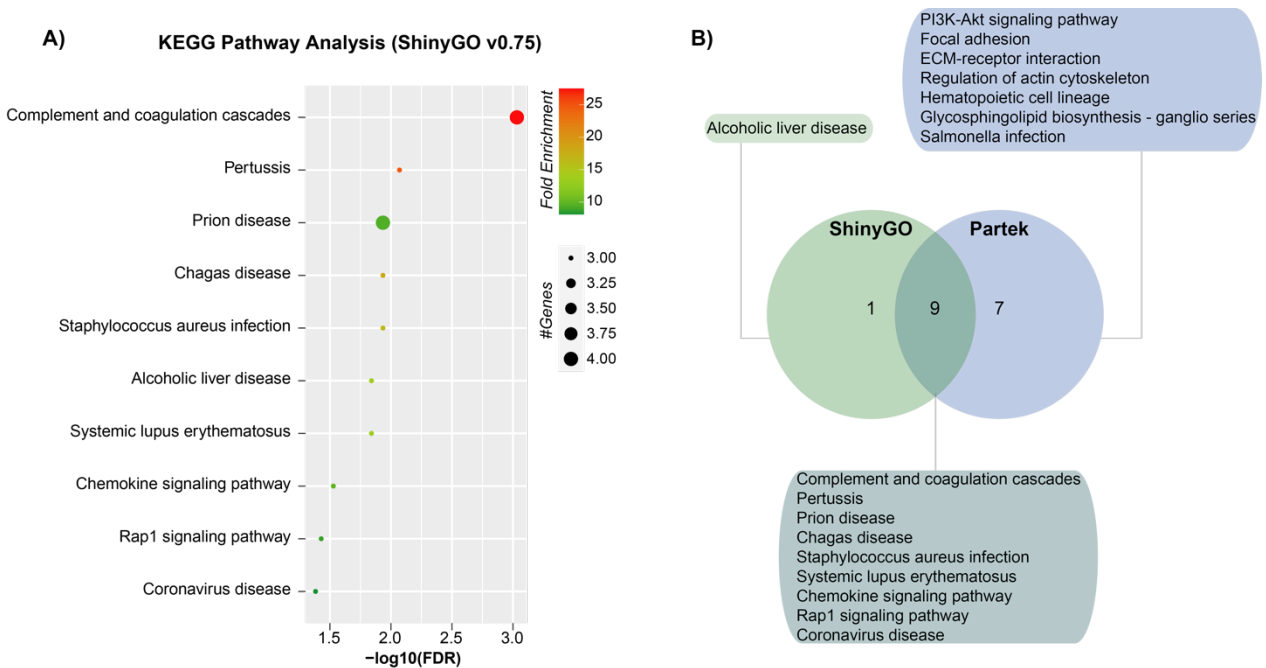 A)
KEGG Pathway Analysis (ShinyGO v0.75)
Complement and coagulation cascades
Pertussis
Prion disease
Chagas disease
Staphylococcus aureus infection
Alcoholic liver disease
Systemic lupus erythematosus
Chemokine signaling pathway
Rap1 signaling pathway
Coronavirus disease
1.5
2.0
2.5
3.0
−log10(FDR)
Fold Enrichment
25
20
15
10
#Genes
3.00
3.25
3.50
3.75
4.00
B)
PI3K-Akt signaling pathway
Focal adhesion
ECM-receptor interaction
Regulation of actin cytoskeleton
Hematopoietic cell lineage
Glycosphingolipid biosynthesis - ganglio series
Salmonella infection
Alcoholic liver disease
ShinyGO
Partek
1
9
7
Complement and coagulation cascades
Pertussis
Prion disease
Chagas disease
Staphylococcus aureus infection
Systemic lupus erythematosus
Chemokine signaling pathway
Rap1 signaling pathway
Coronavirus disease